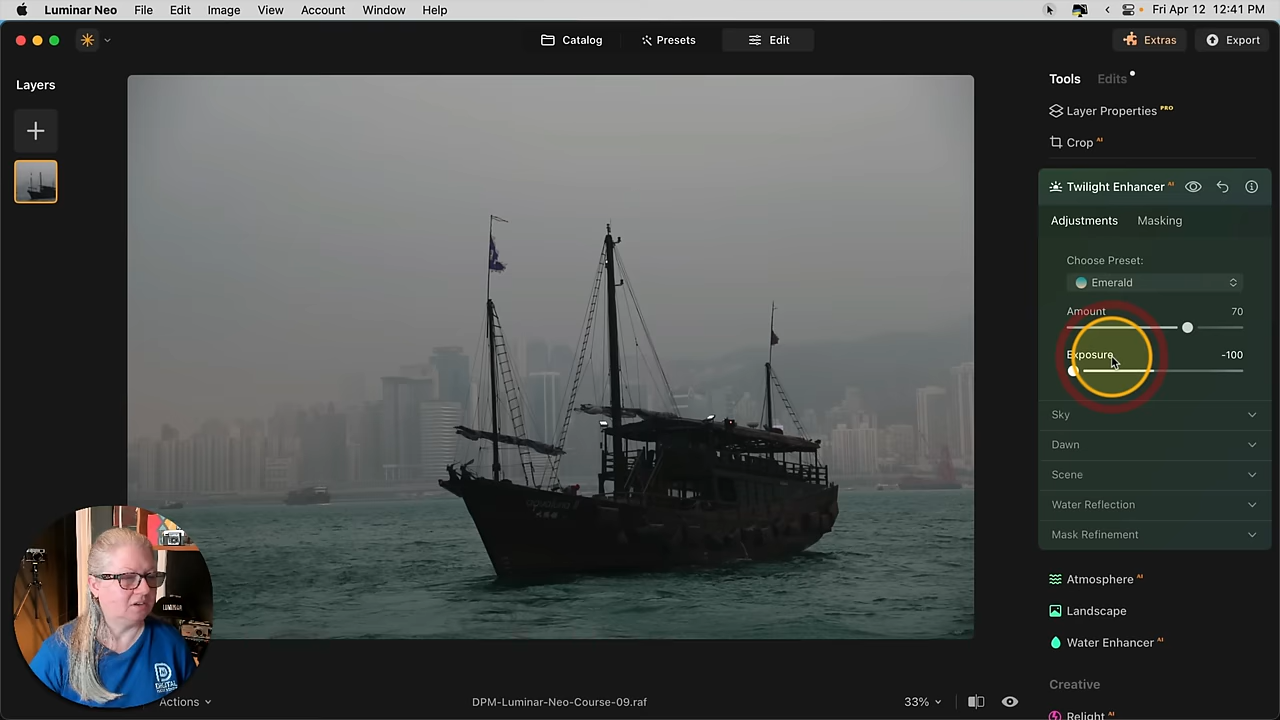 Luminar Neo File Edit Image View Account Window Help
Fri Apr 12 12:41 PM
Catalog
Presets
Edit
Extras
Export
Layers
Tools Edits
Layer Properties PRO
Crop AI
Twilight Enhancer AI
Adjustments Masking
Choose Preset:
Emerald
Amount 70
Exposure -100
Sky
Dawn
Scene
Water Reflection
Mask Refinement
Atmosphere AI
Landscape
Water Enhancer AI
Creative
Relight AI
LUMINAR
DIGITAL
Actions
DPM-Luminar-Neo-Course-09.raf
33%